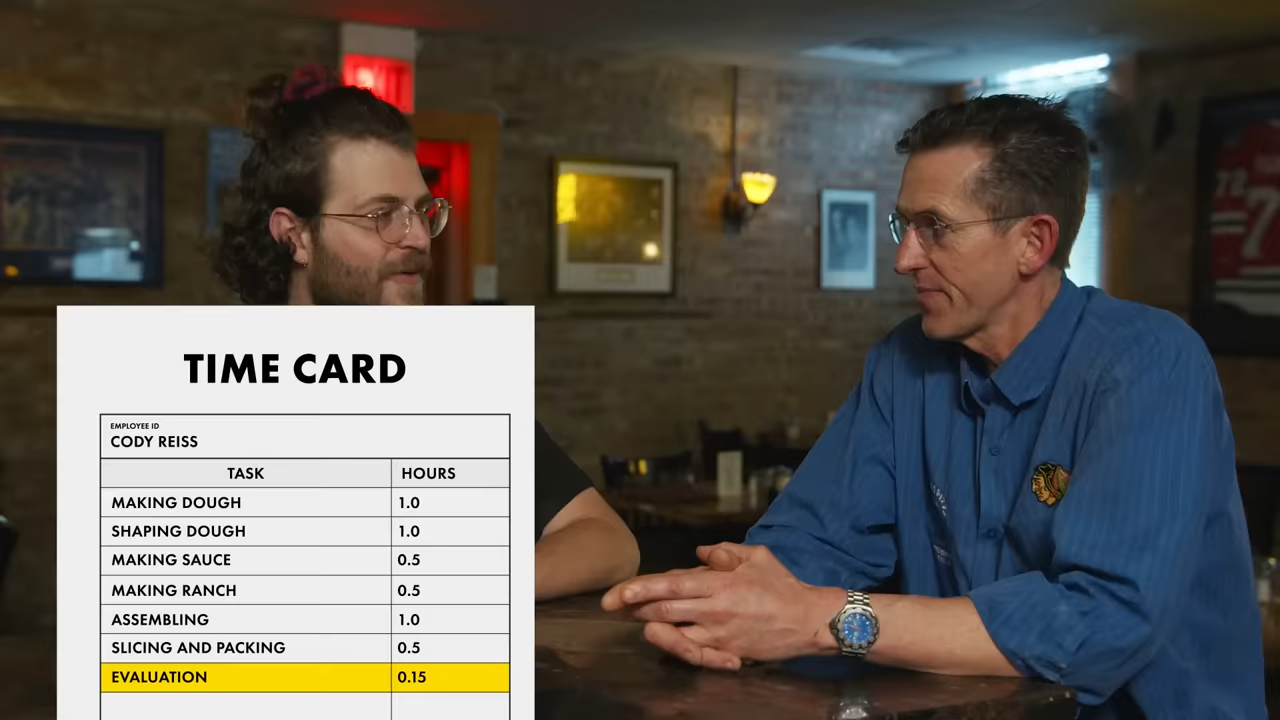 TIME CARD
EMPLOYEE ID
CODY REISS
TASK HOURS
MAKING DOUGH 1.0
SHAPING DOUGH 1.0
MAKING SAUCE 0.5
MAKING RANCH 0.5
ASSEMBLING 1.0
SLICING AND PACKING 0.5
EVALUATION 0.15